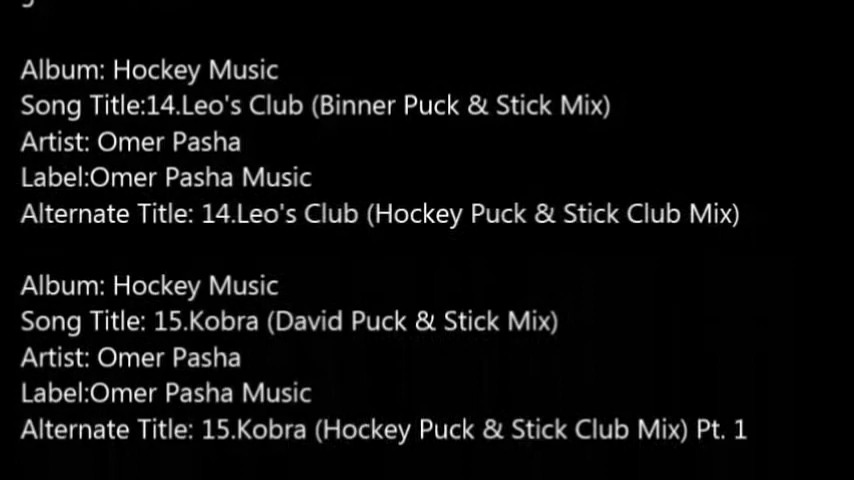 Album: Hockey Music
Song Title:14.Leo's Club (Binner Puck & Stick Mix)
Artist: Omer Pasha
Label:Omer Pasha Music
Alternate Title: 14.Leo's Club (Hockey Puck & Stick Club Mix)
Album: Hockey Music
Song Title: 15.Kobra (David Puck & Stick Mix)
Artist: Omer Pasha
Label:Omer Pasha Music
Alternate Title: 15.Kobra (Hockey Puck & Stick Club Mix) Pt. 1